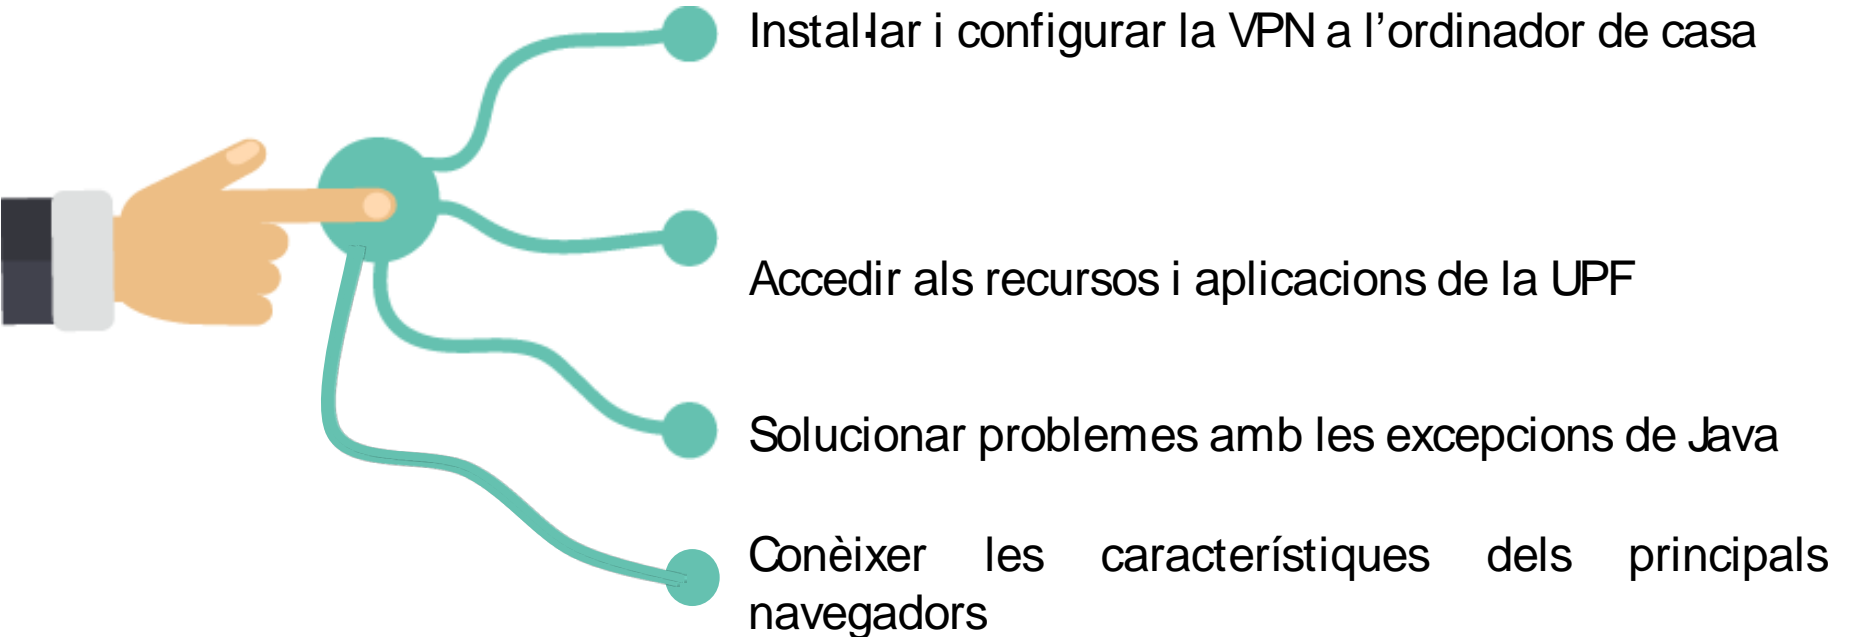 Instal·lar i configurar la VPN a l’ordinador de casa
Accedir als recursos i aplicacions de la UPF
Solucionar problemes amb les excepcions de Java
Conèixer les característiques dels principals
navegadors